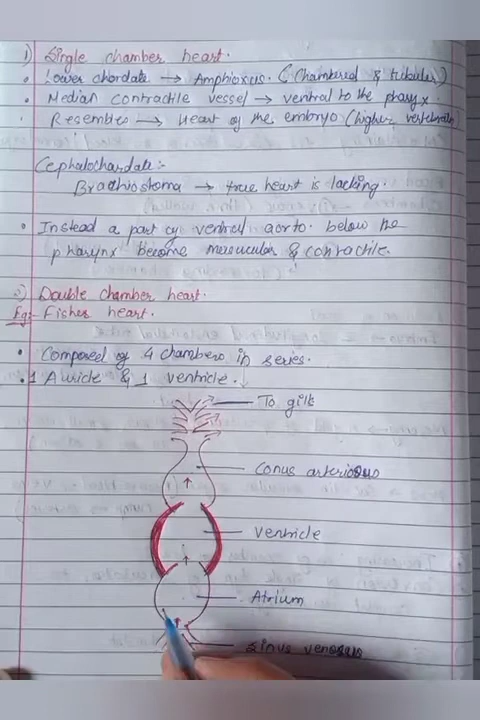 1) Single chamber heart.
• Lower chordate → Amphioxus. (Chambered & tubular)
• Median contractile vessel → ventral to the pharyx.
• Resembles → Heart of the embryo (higher vertebrate
Cephalochordate:-
Brachiostoma → true heart is lacking.
• Instead a part of ventral aorta. below the
pharynx become muscular & contractile.
2) Double chamber heart.
Eg:- Fishes heart.
• Composed of 4 chambers in series.
• 1 Auricle & 1 ventricle.
To gills
Conus arteriosus
Ventricle
Atrium
Sinus venosus